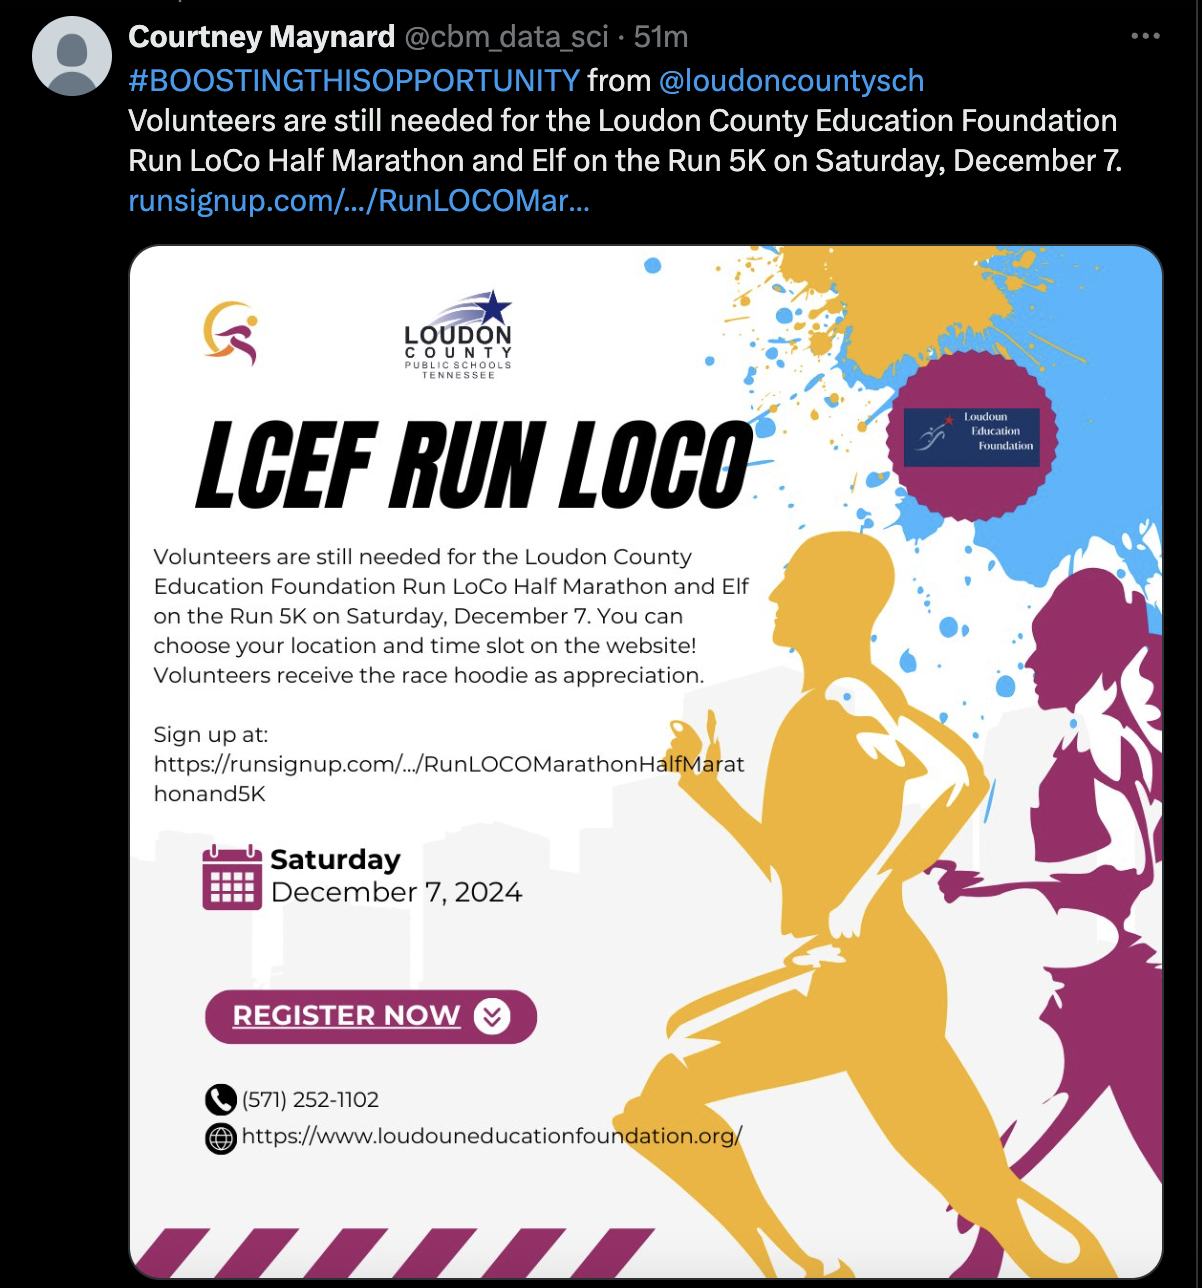 Courtney Maynard @cbm_data_sci · 51m
#BOOSTINGTHISOPPORTUNITY from @loudoncountysch
Volunteers are still needed for the Loudon County Education Foundation
Run LoCo Half Marathon and Elf on the Run 5K on Saturday, December 7.
runsignup.com/.../RunLOCOMar...
LOUDON
COUNTY
PUBLIC SCHOOLS
TENNESSEE
Loudoun
Education
Foundation
LCEF RUN LOCO
Volunteers are still needed for the Loudon County
Education Foundation Run LoCo Half Marathon and Elf
on the Run 5K on Saturday, December 7. You can
choose your location and time slot on the website!
Volunteers receive the race hoodie as appreciation.
Sign up at:
https://runsignup.com/.../RunLOCOMarathonHalfMarat
honand5K
Saturday
December 7, 2024
REGISTER NOW
(571) 252-1102
https://www.loudouneducationfoundation.org/